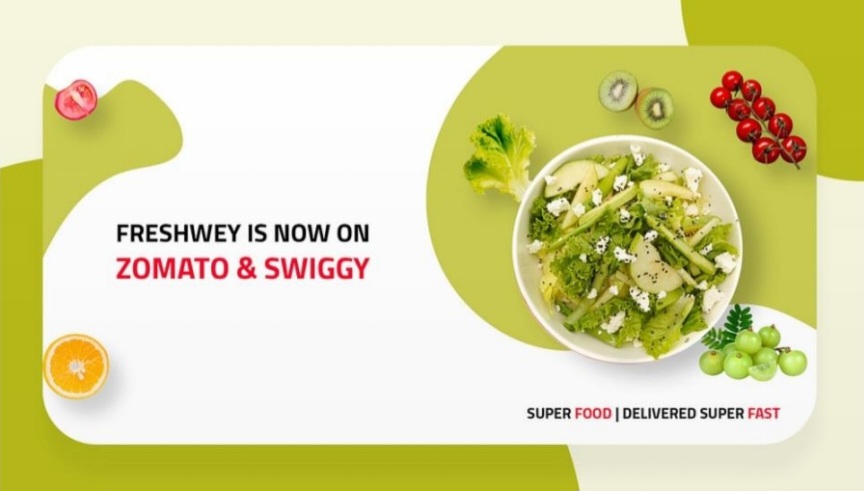 FRESHWEY IS NOW ON
ZOMATO & SWIGGY
SUPER FOOD | DELIVERED SUPER FAST